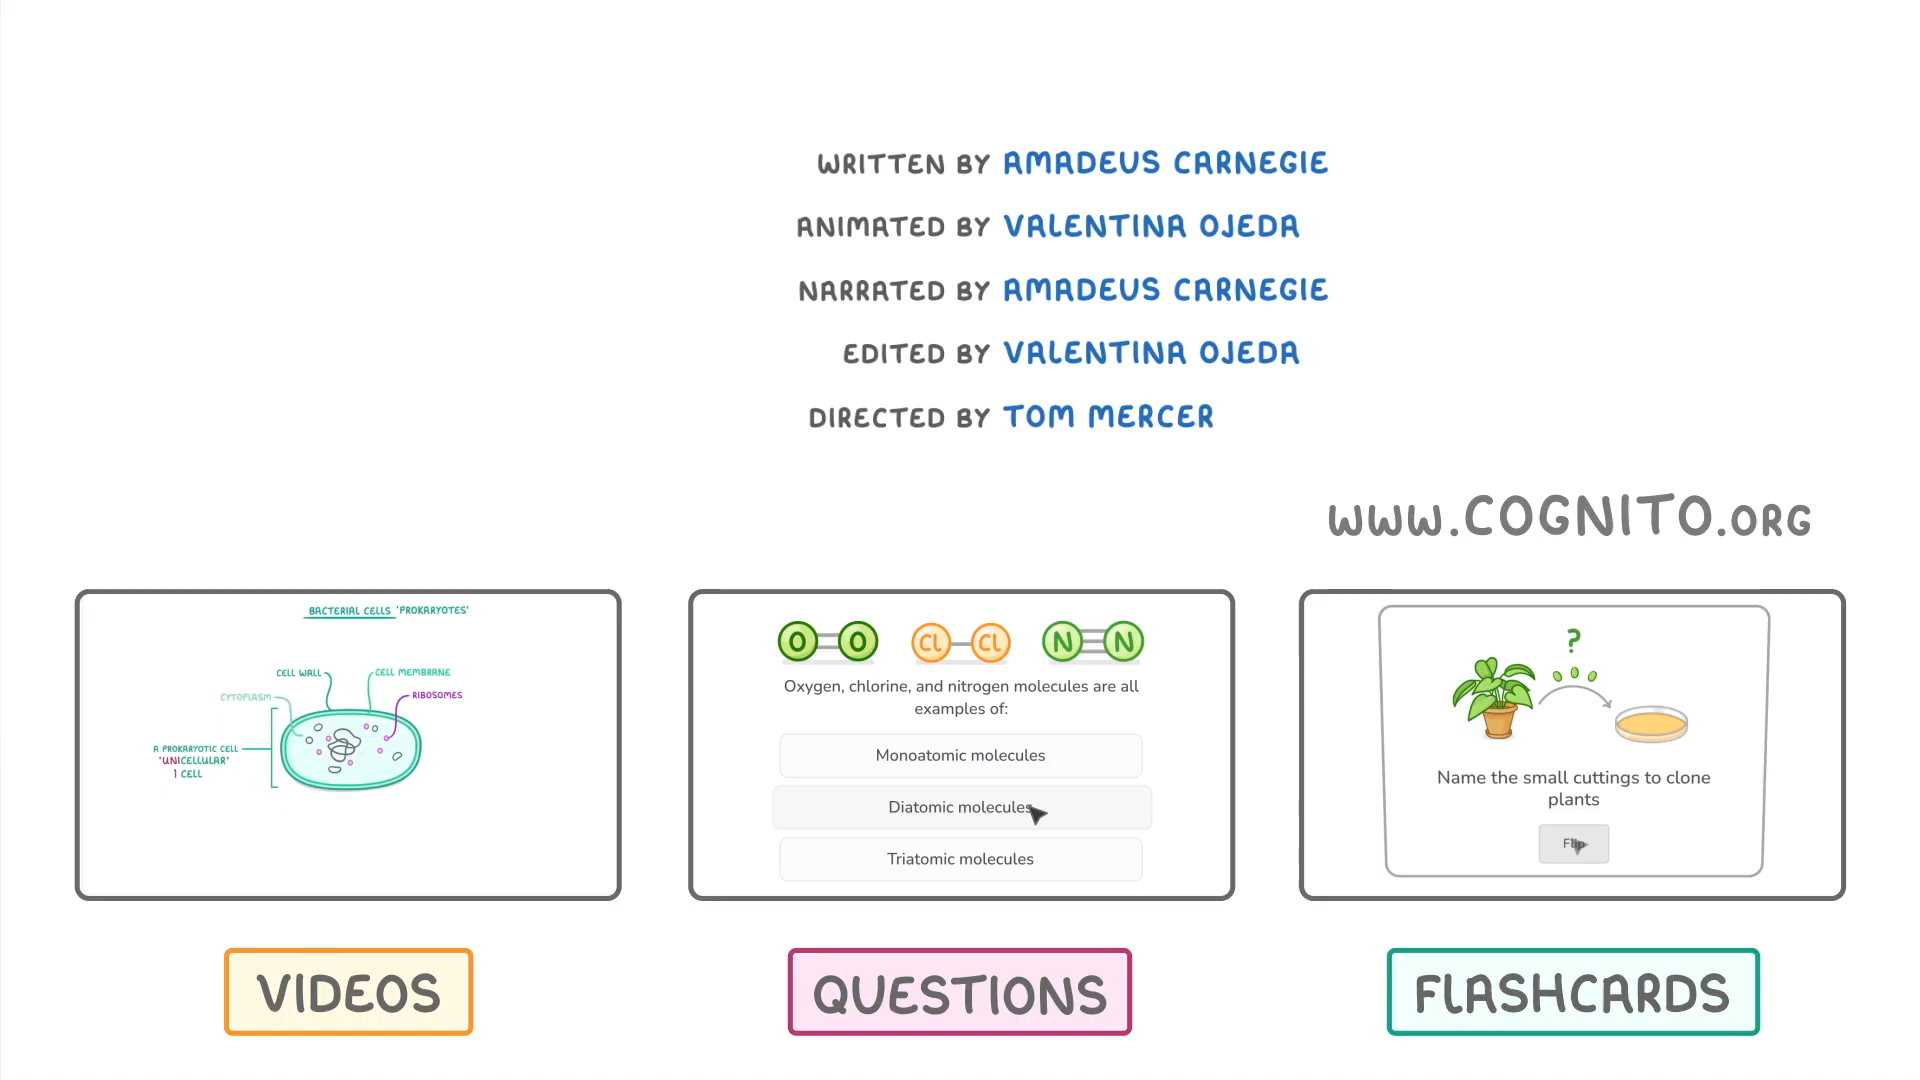 WRITTEN BY AMADEUS CARNEGIE
ANIMATED BY VALENTINA OJEDA
NARRATED BY AMADEUS CARNEGIE
EDITED BY VALENTINA OJEDA
DIRECTED BY TOM MERCER
www.COGNITO.ORG
BACTERIAL CELLS 'PROKARYOTES'
CELL WALL
CELL MEMBRANE
CYTOPLASM
RIBOSOMES
A PROKARYOTIC CELL
"UNICELLULAR"
1 CELL
O O Cl Cl N N
Oxygen, chlorine, and nitrogen molecules are all
examples of:
Monoatomic molecules
Diatomic molecules
Triatomic molecules
?
Name the small cuttings to clone
plants
Flip
VIDEOS
QUESTIONS
FLASHCARDS